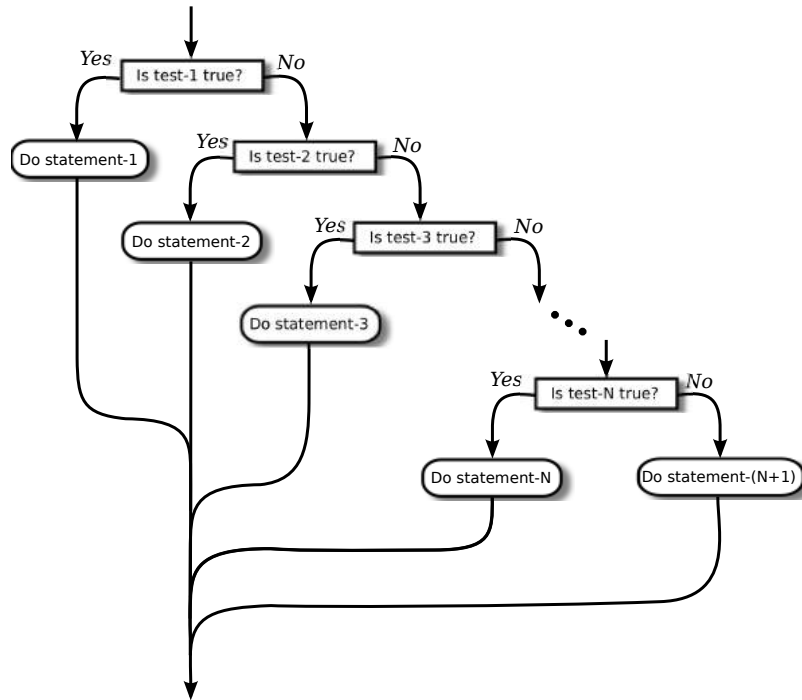 Yes
Is test-1 true?
No
Do statement-1
Yes
Is test-2 true?
No
Do statement-2
Yes
Is test-3 true?
No
Do statement-3
Yes
Is test-N true?
No
Do statement-N
Do statement-(N+1)